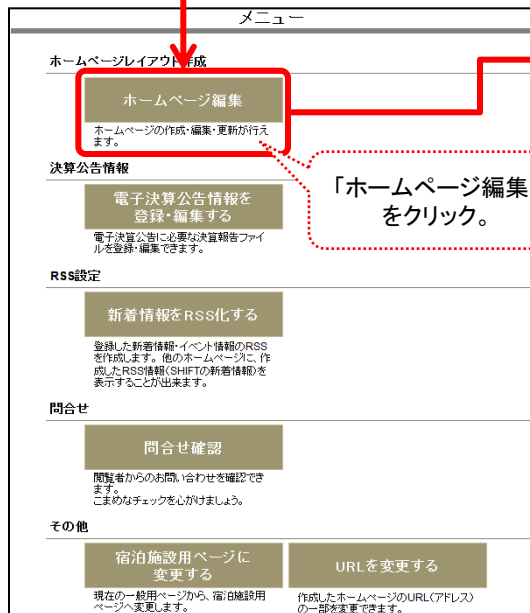 メニュー
ホームページレイアウト作成
ホームページ編集
ホームページの作成・編集・更新が行え
ます。
「ホームページ編集
をクリック。
決算公告情報
電子決算公告情報を
登録・編集する
電子決算公告に必要な決算報告ファイ
ルを登録・編集できます。
RSS設定
新着情報をRSS化する
登録した新着情報・イベント情報のRSS
を作成します。他のホームページに、作
成したRSS情報(SHIFTの新着情報)を
表示することが出来ます。
問合せ
問合せ確認
閲覧者からのお問い合わせを確認でき
ます。
こまめなチェックを心がけましょう。
その他
宿泊施設用ページに
変更する
現在の一般用ページから、宿泊施設用
ページへ変更します。
URLを変更する
作成したホームページのURL(アドレス)
の一部を変更できます。